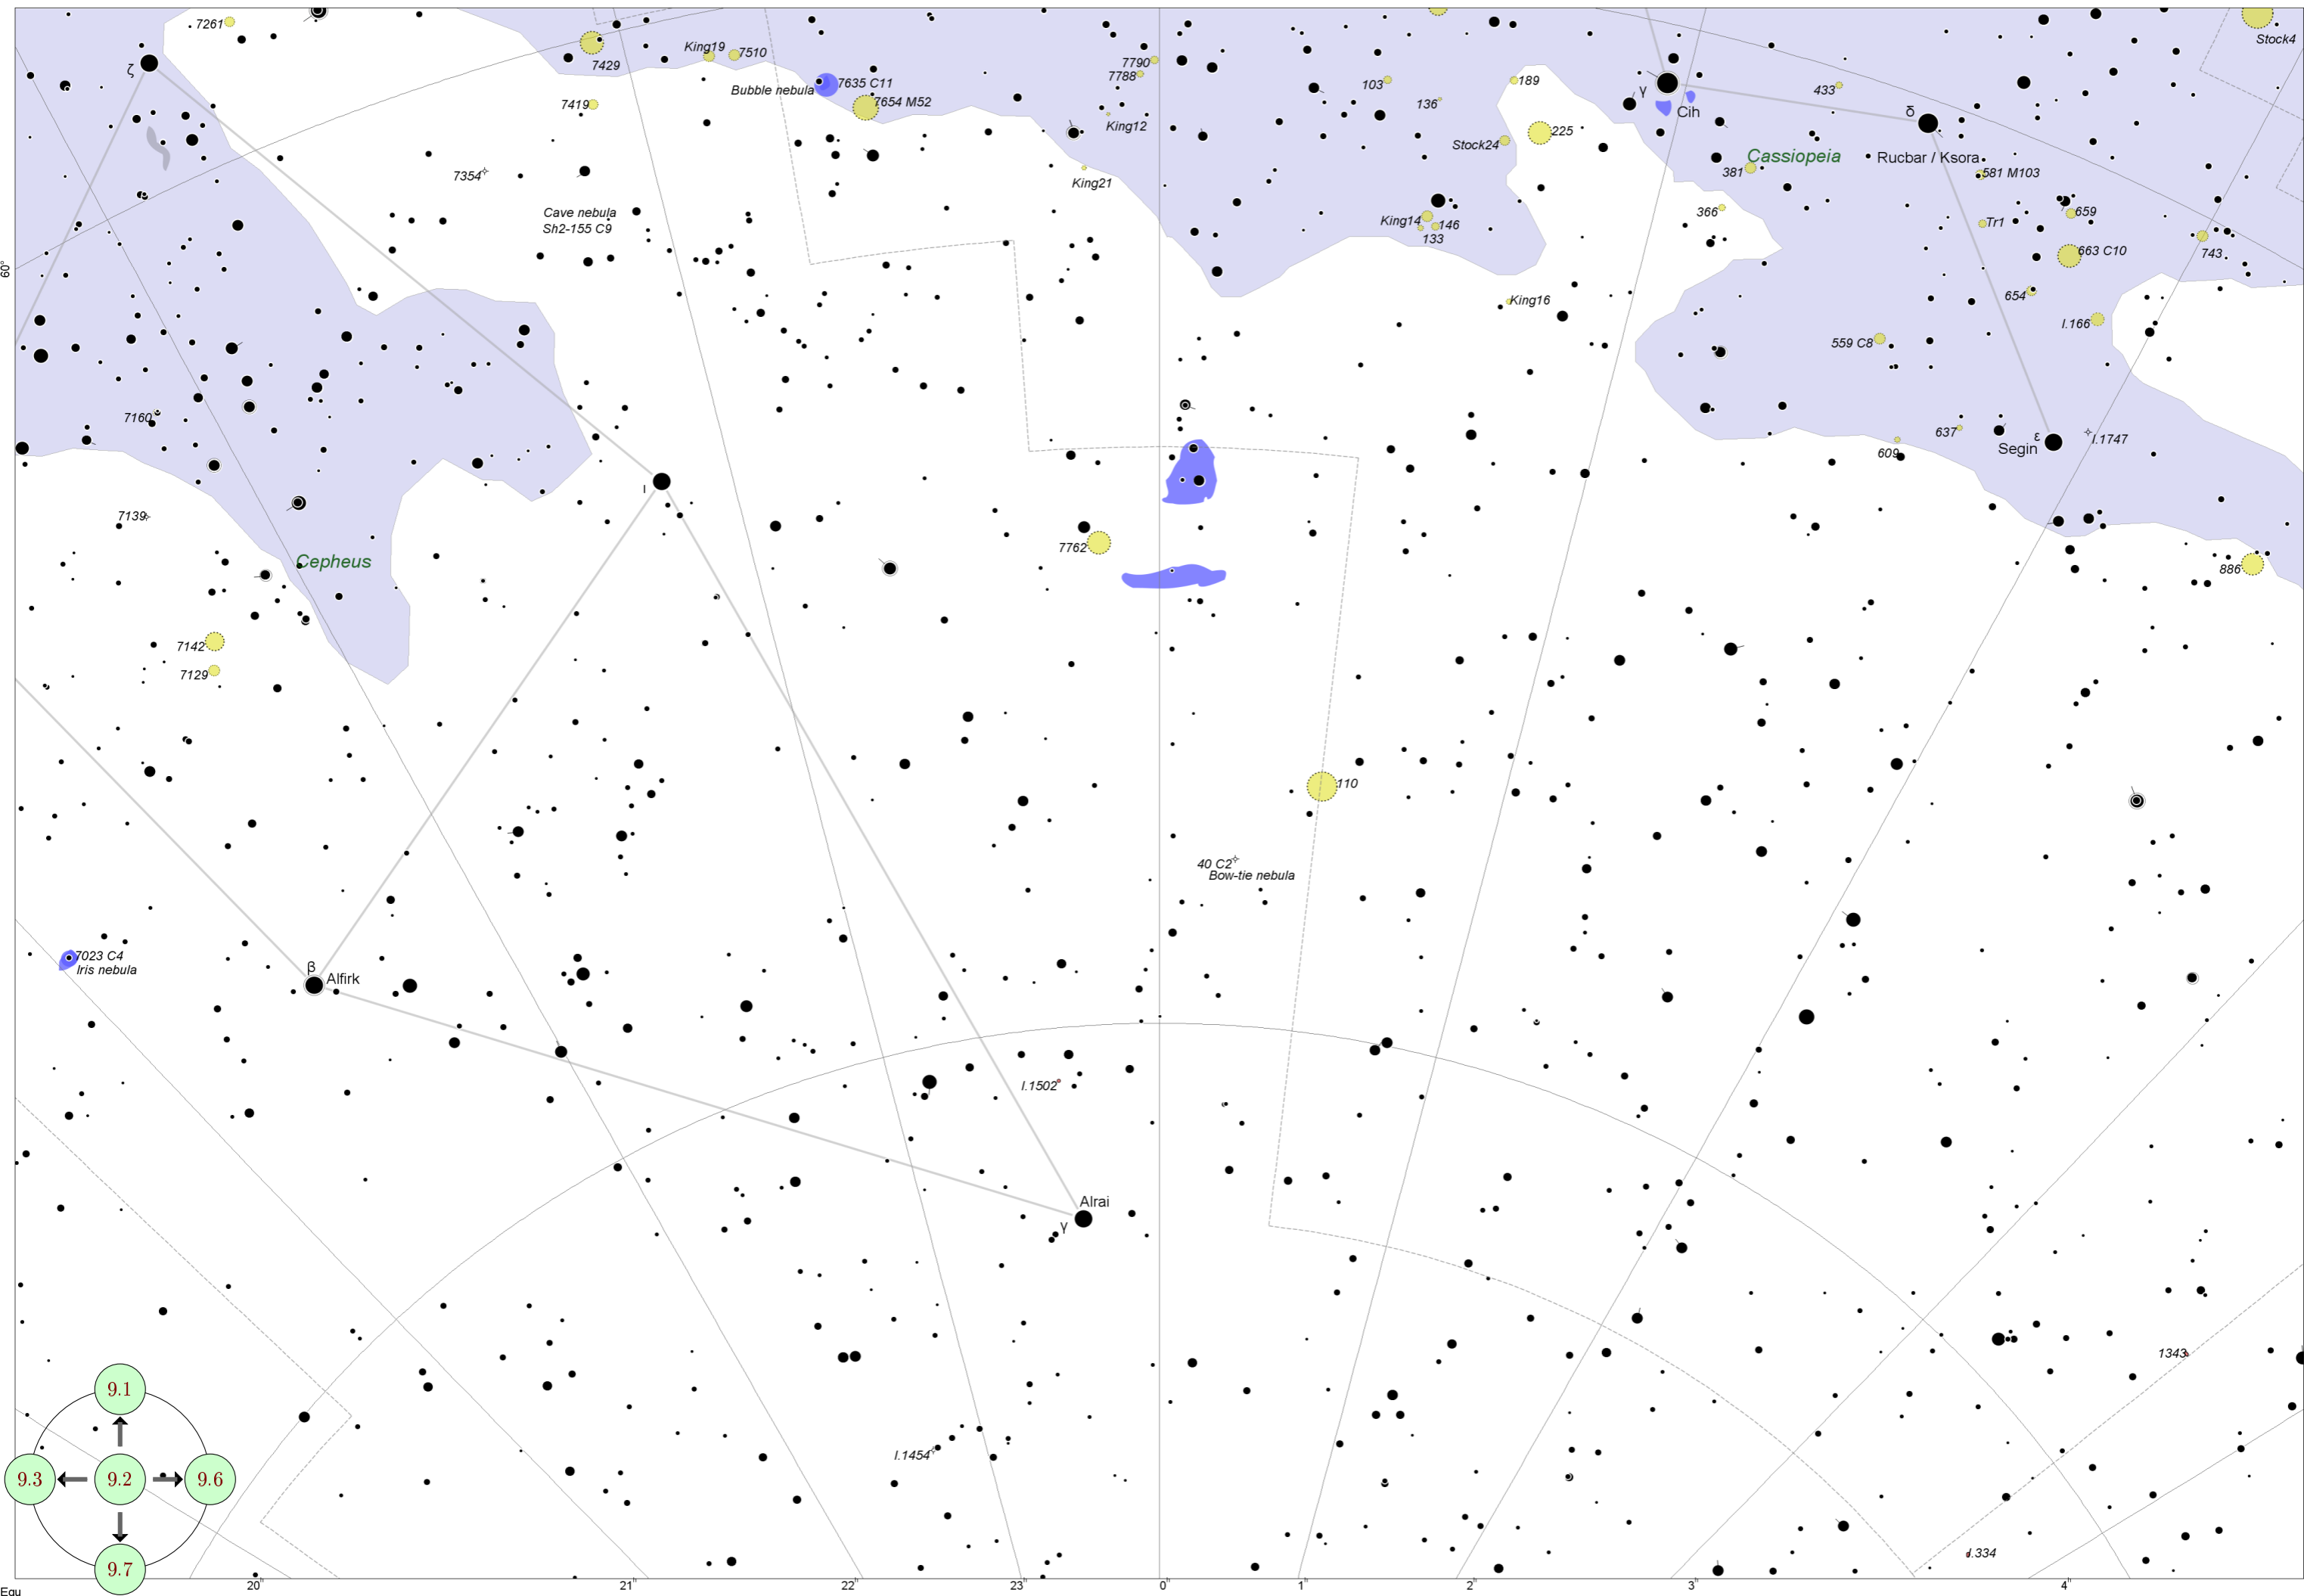 7261
ζ
7429
King19
7510
Bubble nebula
7635 C11
7654 M52
7419
7790
7788
King12
King21
103
136
189
Stock24
225
γ
Cih
433
δ
Rucbar / Ksora
Cassiopeia
381
581 M103
366
Tr1
659
663 C10
743
Stock4
7354
Cave nebula
Sh2-155 C9
King14
146
133
60°
King16
654
I.166
559 C8
7160
637
609
ε
Segin
I.1747
ι
7139
Cepheus
7762
886
7142
7129
110
40 C2
Bow-tie nebula
7023 C4
Iris nebula
β
Alfirk
I.1502
Alrai
γ
1343
I.1454
I.334
9.1
9.3
9.2
9.6
9.7
20h
21h
22h
23h
0h
1h
2h
3h
4h
Equ